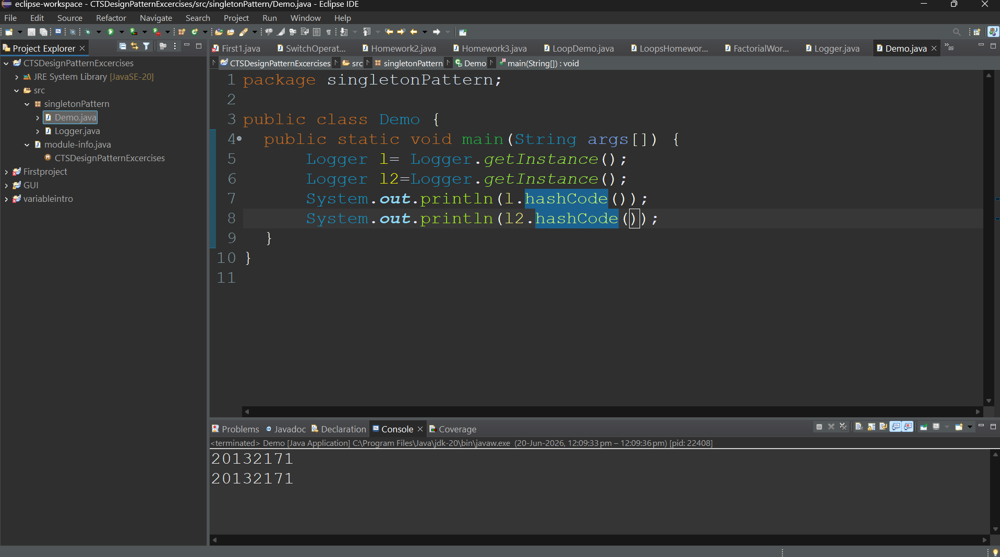 eclipse-workspace - CTSDesignPatternExcercises/src/singletonPattern/Demo.java - Eclipse IDE
File Edit Source Refactor Navigate Search Project Run Window Help
Project Explorer
First1.java SwitchOperat... Homework2.java Homework3.java LoopDemo.java LoopsHomewor... FactorialWor... Logger.java Demo.java 89
CTSDesignPatternExcercises src singletonPattern Demo main(String[]) : void
CTSDesignPatternExcercises
JRE System Library [JavaSE-20]
src
singletonPattern
Demo.java
Logger.java
module-info.java
CTSDesignPatternExcercises
Firstproject
GUI
variableintro
1 package singletonPattern;
2
3 public class Demo {
4 public static void main(String args[]) {
5 Logger l= Logger.getInstance();
6 Logger l2=Logger.getInstance();
7 System.out.println(l.hashCode());
8 System.out.println(l2.hashCode());
9 }
10 }
11
Problems Javadoc Declaration Console Coverage
<terminated> Demo [Java Application] C:\Program Files\Java\jdk-20\bin\javaw.exe (20-Jun-2026, 12:09:33 pm – 12:09:36 pm) [pid: 22408]
20132171
20132171